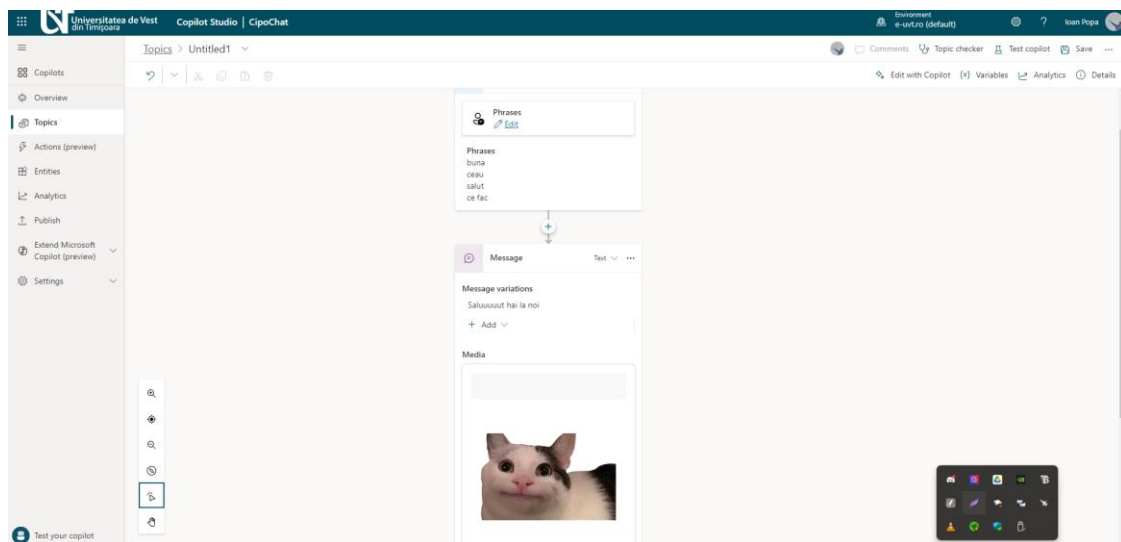 Universitatea de Vest
din Timișoara
Copilot Studio | CipoChat
Environment
e-uvt.ro (default)
?
Ioan Popa
Topics > Untitled1
Comments
Topic checker
Test copilot
Save
...
Edit with Copilot
{x} Variables
Analytics
Details
Copilots
Overview
Topics
Actions (preview)
Entities
Analytics
Publish
Extend Microsoft
Copilot (preview)
Settings
Test your copilot
Phrases
Edit
Phrases
buna
ceau
salut
ce fac
Message
Text
...
Message variations
Saluuuuut hai la noi
+ Add
Media